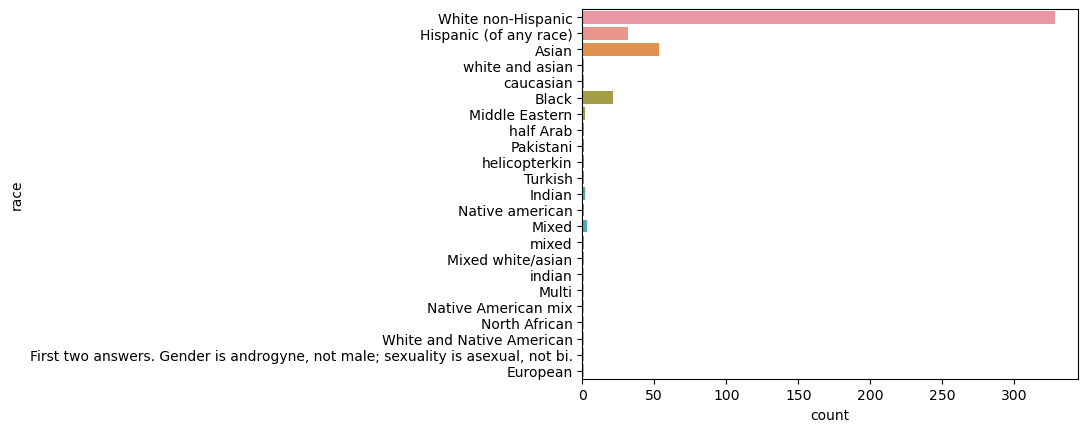 White non-Hispanic
Hispanic (of any race)
Asian
white and asian
caucasian
Black
Middle Eastern
half Arab
Pakistani
helicopterkin
Turkish
Indian
Native american
Mixed
mixed
Mixed white/asian
indian
Multi
Native American mix
North African
White and Native American
First two answers. Gender is androgyne, not male; sexuality is asexual, not bi.
European
race
0 50 100 150 200 250 300
count